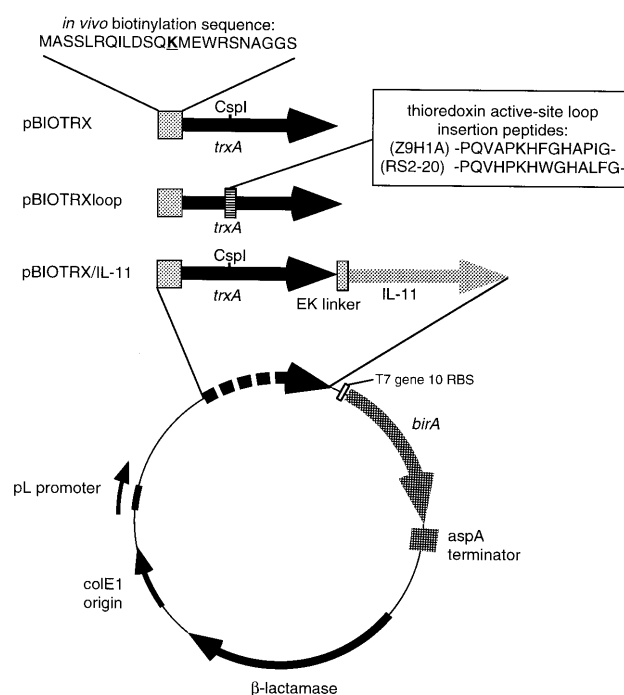 in vivo biotinylation sequence:
MASSLRQILDSQKMEWRSNAGGS
CspI
pBIOTRX
trxA
thioredoxin active-site loop
insertion peptides:
(Z9H1A) -PQVAPKHFGHAPIG-
(RS2-20) -PQVHPKHWGHALFG-
pBIOTRXloop
trxA
CspI
pBIOTRX/IL-11
trxA
EK linker
IL-11
T7 gene 10 RBS
birA
pL promoter
aspA
terminator
colE1
origin
β-lactamase